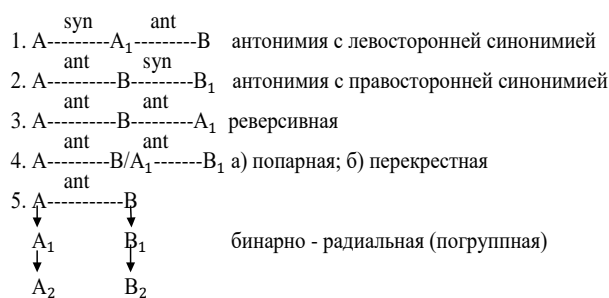 syn ant
1. A---------A₁---------B антонимия с левосторонней синонимией
ant syn
2. A---------B-------B₁ антонимия с правосторонней синонимией
ant ant
3. A---------B-------A₁ реверсивная
ant ant
4. A---------B/A₁-------B₁ а) попарная; б) перекрестная
ant
5. A-----------B
A₁ B₁ бинарно - радиальная (погруппная)
A₂ B₂